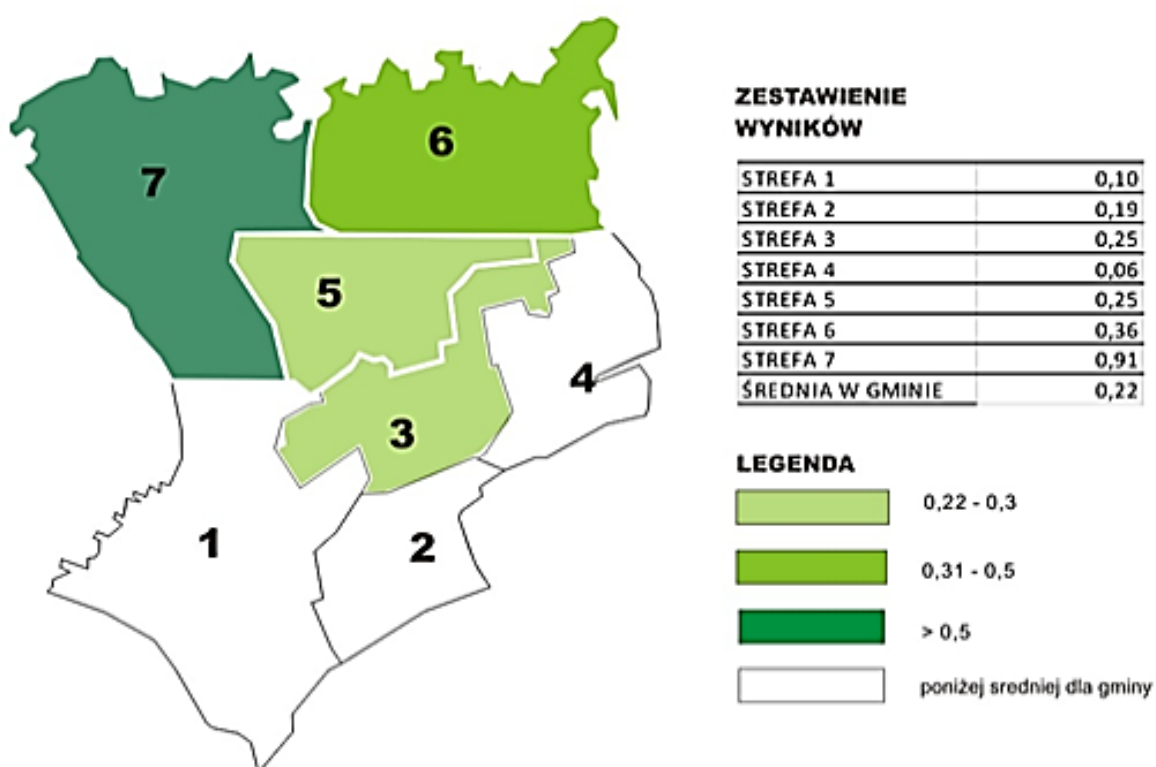 7
6
5
4
3
1
2
ZESTAWIENIE
WYNIKÓW
STREFA 1 0,10
STREFA 2 0,19
STREFA 3 0,25
STREFA 4 0,06
STREFA 5 0,25
STREFA 6 0,36
STREFA 7 0,91
ŚREDNIA W GMINIE 0,22
LEGENDA
0,22 - 0,3
0,31 - 0,5
> 0,5
poniżej sredniej dla gminy